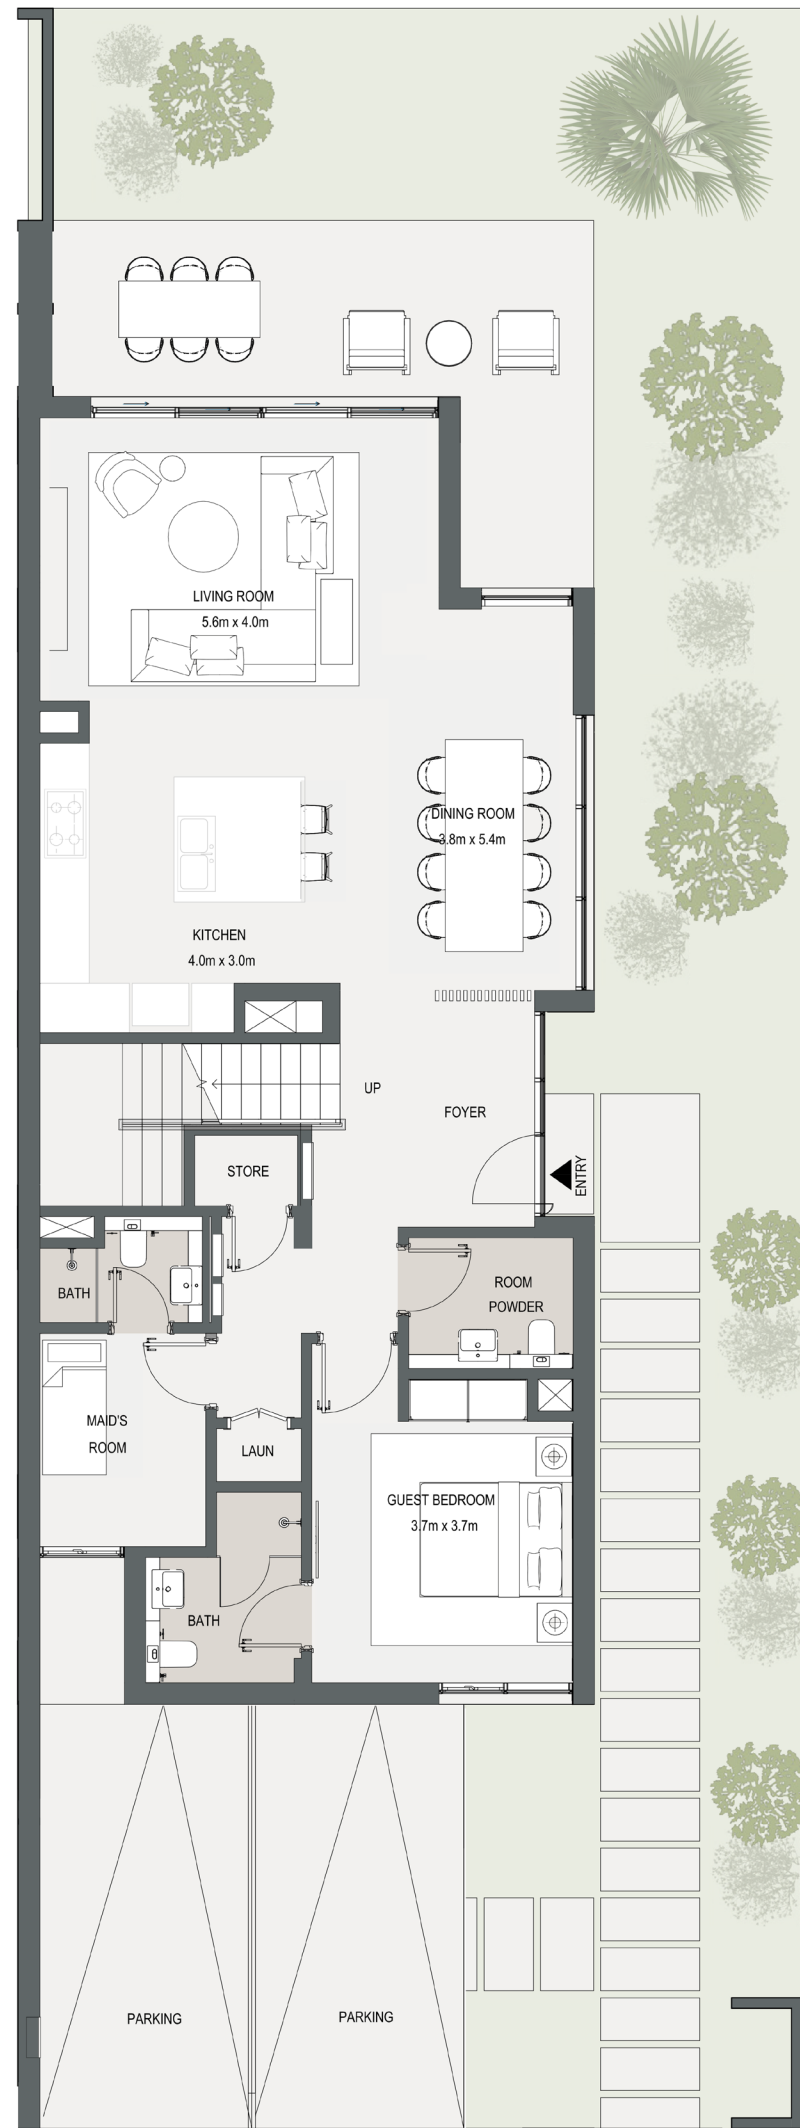 LIVING ROOM
5.6m x 4.0m
DINING ROOM
3.8m x 5.4m
KITCHEN
4.0m x 3.0m
UP
FOYER
ENTRY
STORE
BATH
ROOM
POWDER
MAID'S
ROOM
LAUN
GUEST BEDROOM
3.7m x 3.7m
BATH
PARKING
PARKING